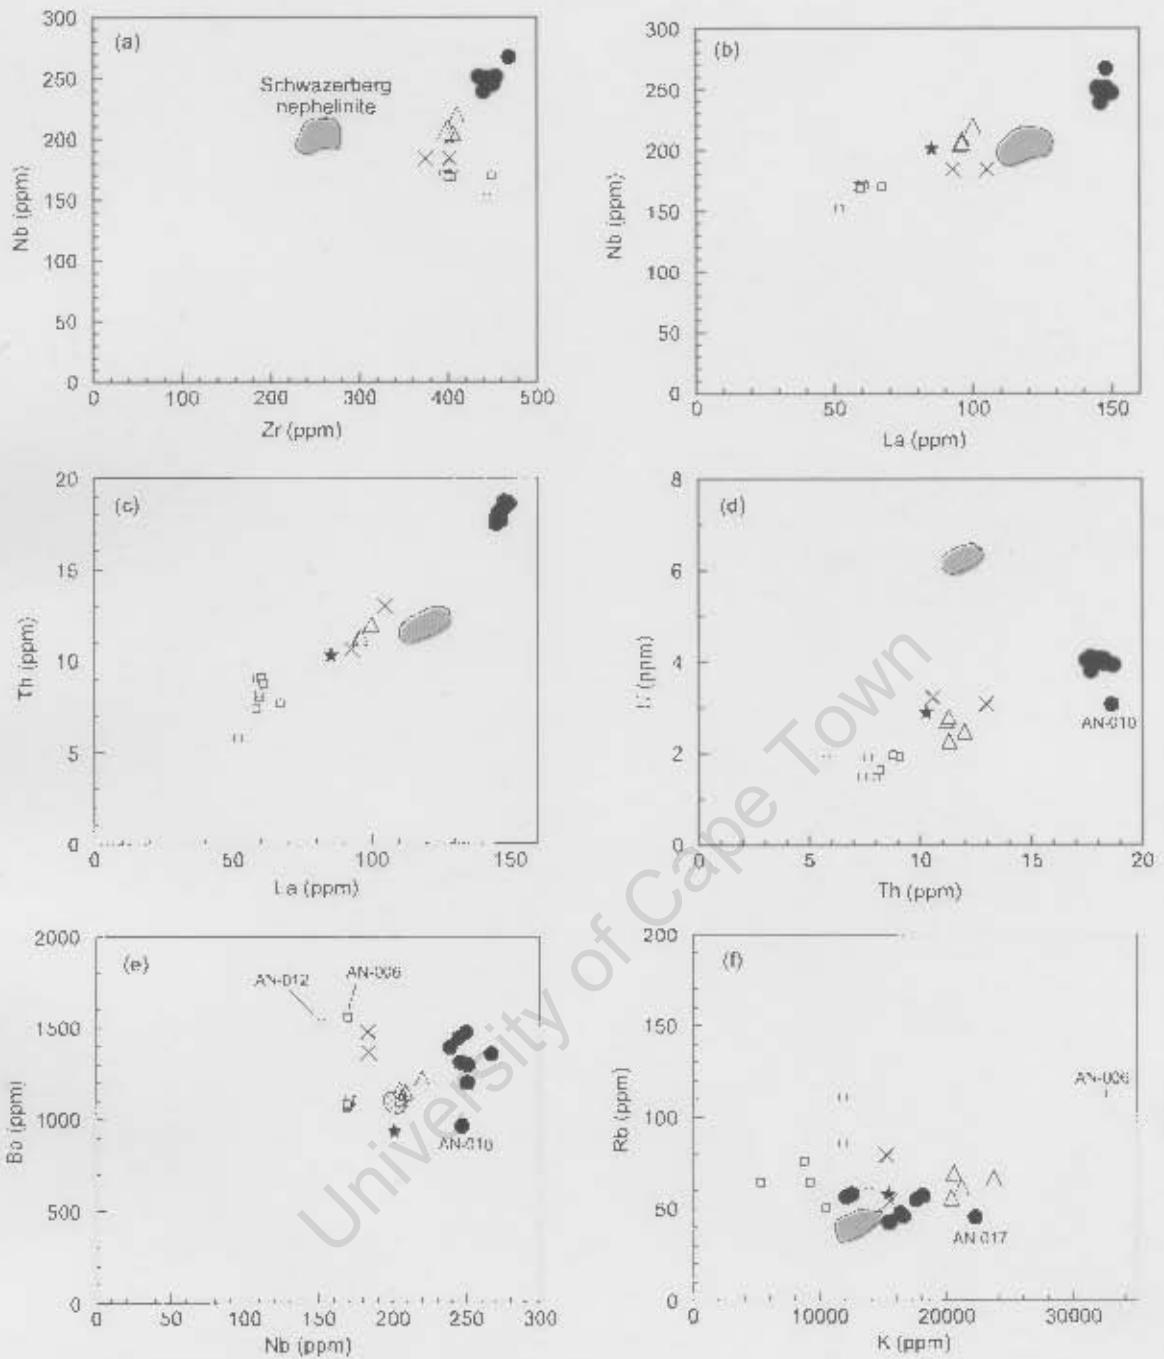 (a)
300
250
200
150
100
50
0
Nb (ppm)
Schwazerberg
nephelinite
0 100 200 300 400 500
Zr (ppm)
(b)
300
250
200
150
100
50
0
Nb (ppm)
0 50 100 150
La (ppm)
(c)
20
15
10
5
0
Th (ppm)
0 50 100 150
La (ppm)
(d)
8
6
4
2
0
(ppm)
AN-010
0 5 10 15 20
Th (ppm)
(e)
2000
1500
1000
500
0
(ppm)
AN-012
AN-006
AN-010
0 50 100 150 200 250 300
Nb (ppm)
(f)
200
150
100
50
0
Rb (ppm)
AN-006
AN-017
10000 20000 30000
K (ppm)
University of Cape Town